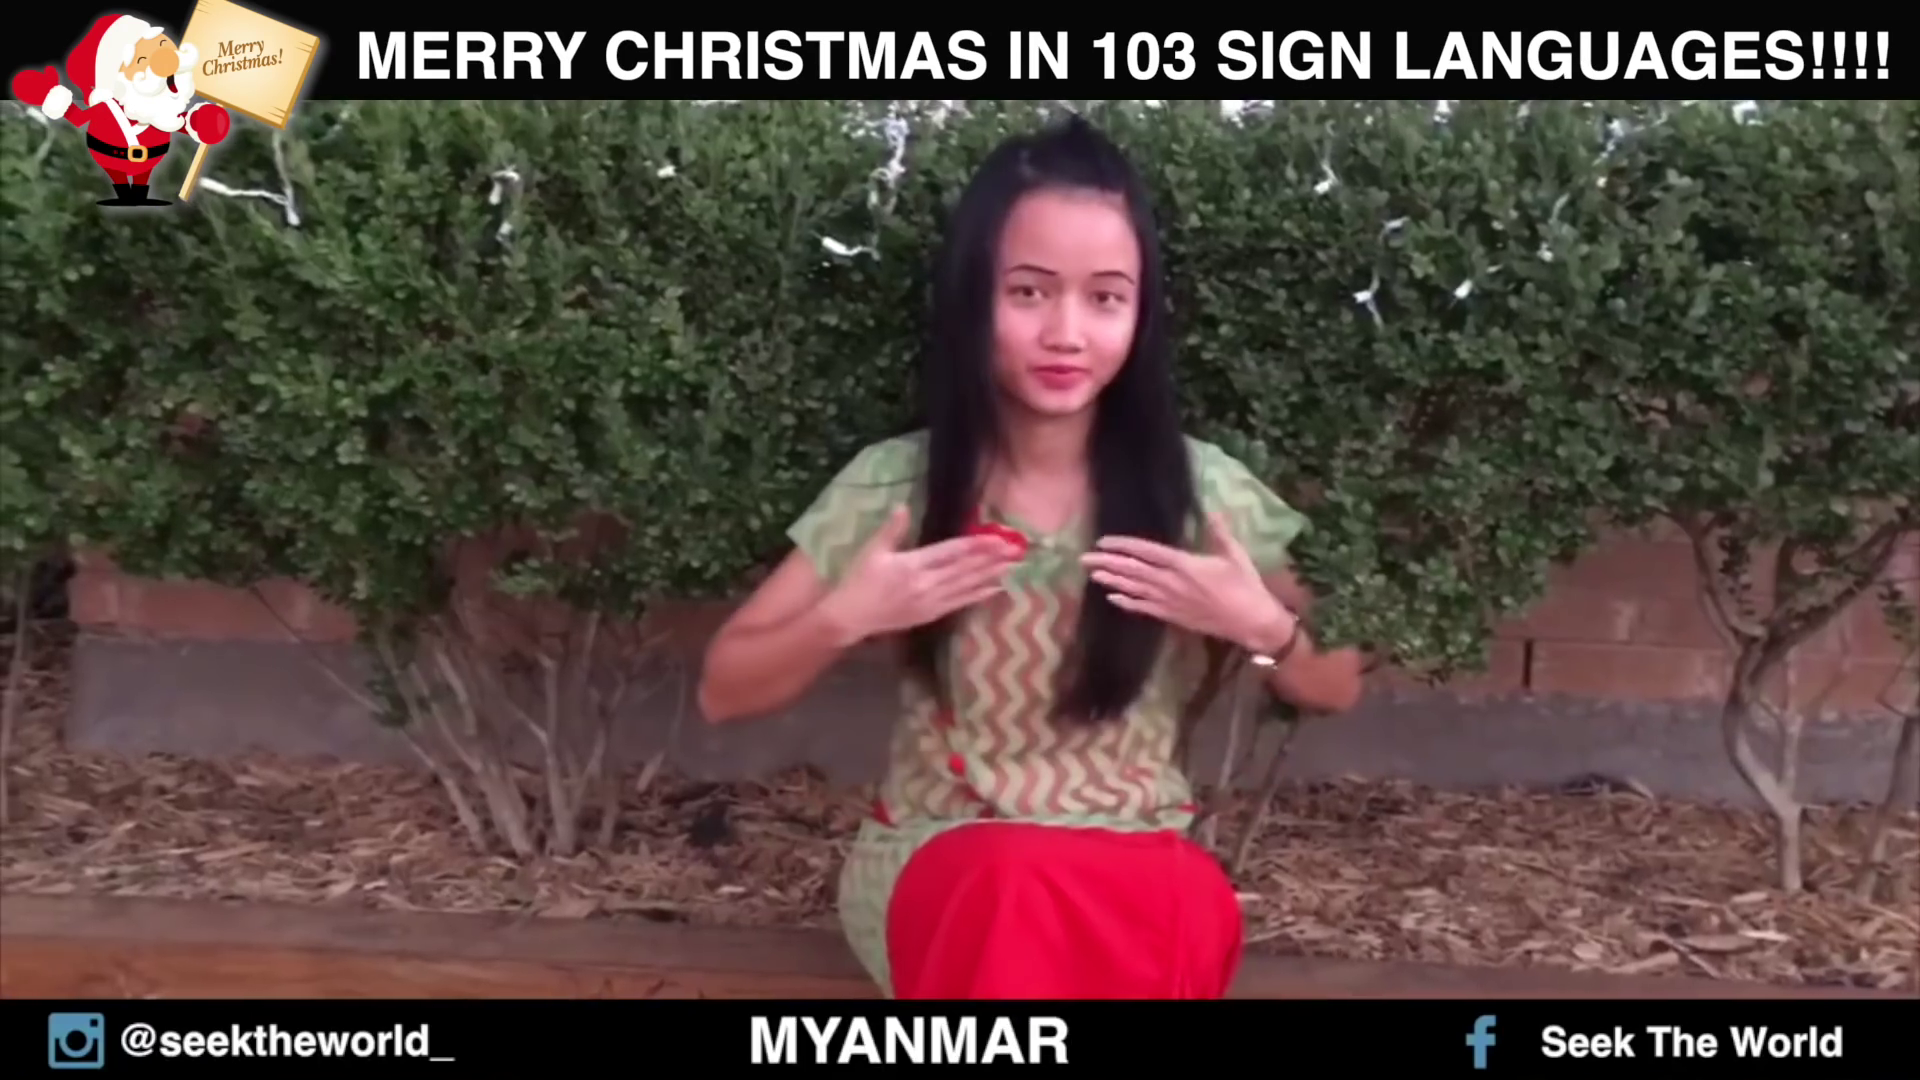 Merry
Christmas!
MERRY CHRISTMAS IN 103 SIGN LANGUAGES!!!!
@seektheworld_
MYANMAR
Seek The World